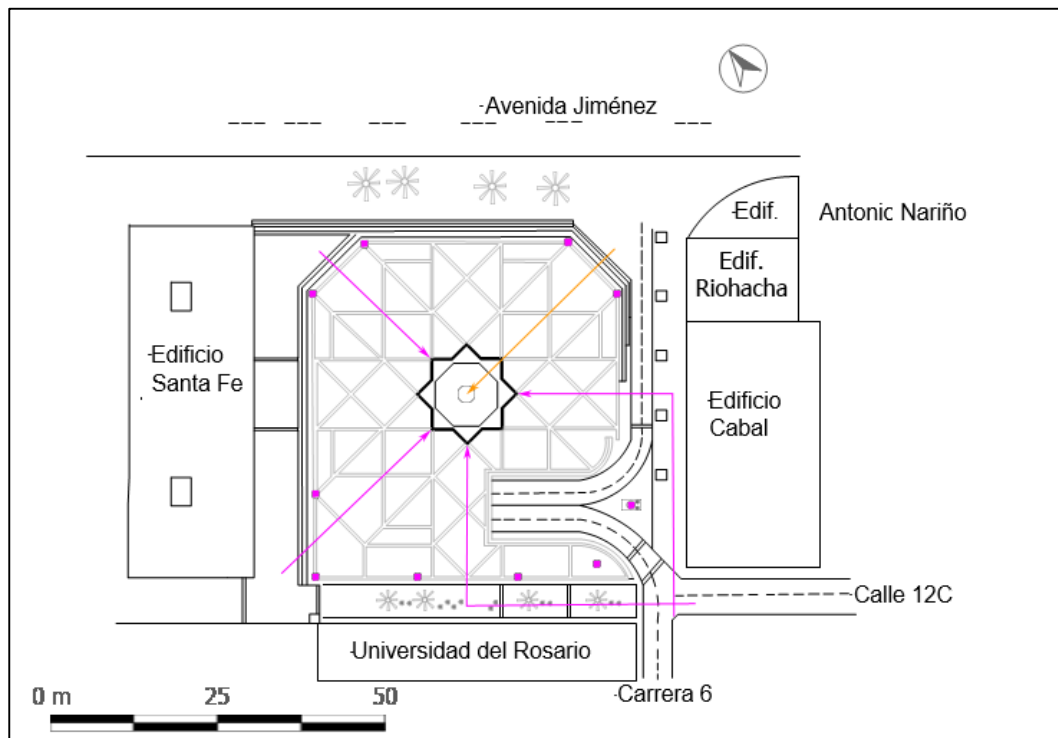 -Avenida Jiménez
-Edif.
Antonic Nariño
Edif.
Riohacha
-Edificio
Santa Fe
-Edificio
Cabal
-Calle 12C
-Universidad del Rosario
-Carrera 6
0 m 25 50